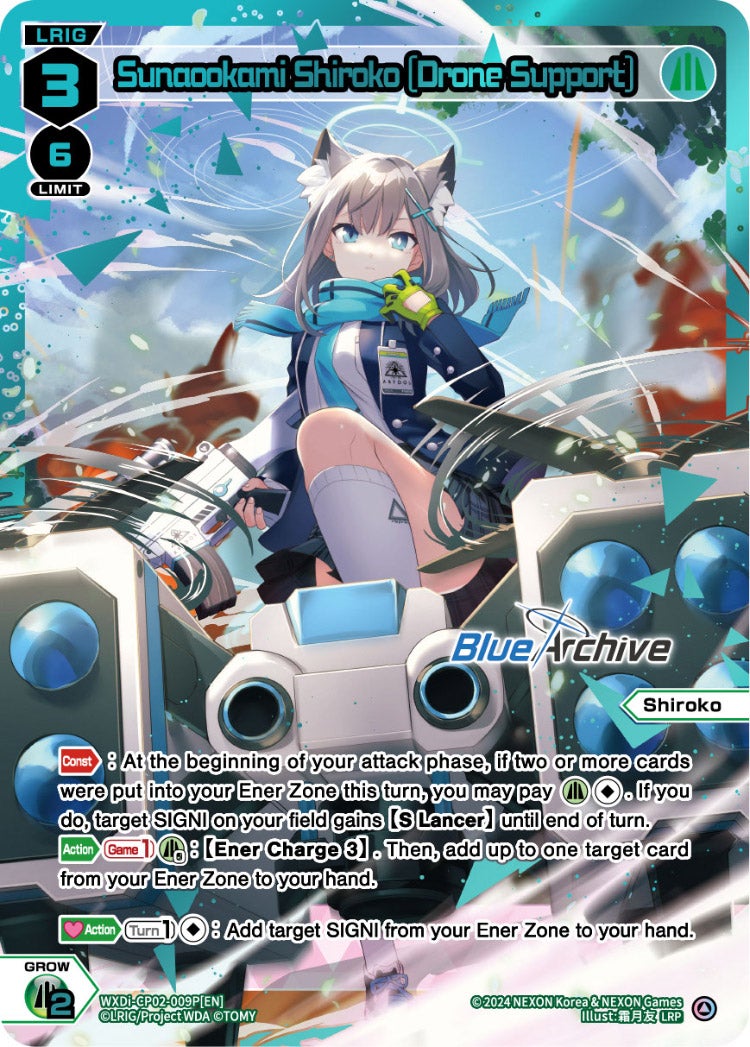 LRIG
3
Sunaookami Shiroko (Drone Support)
6
LIMIT
ABYDOS
Blue Archive
Shiroko
Const : At the beginning of your attack phase, if two or more cards
were put into your Ener Zone this turn, you may pay . If you
do, target SIGNI on your field gains 【S Lancer】 until end of turn.
Action Game 1 0 : 【Ener Charge 3】. Then, add up to one target card
from your Ener Zone to your hand.
Action Turn 1 : Add target SIGNI from your Ener Zone to your hand.
GROW
2
WXDi-CP02-009P[EN]
©LRIG/Project WDA ©TOMY
©2024 NEXON Korea & NEXON Games
Illust:霜月友 LRP